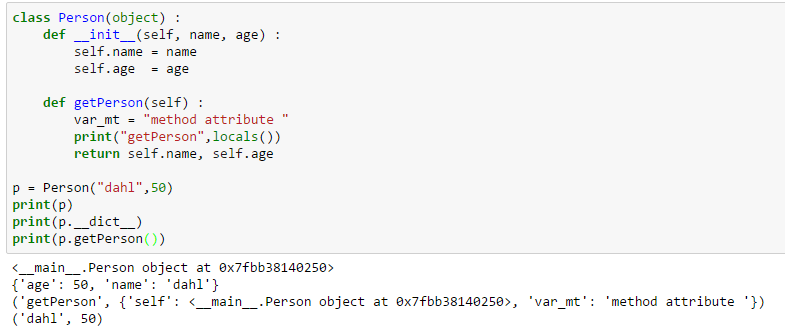 class Person(object) :
    def __init__(self, name, age) :
        self.name = name
        self.age  = age

    def getPerson(self) :
        var_mt = "method attribute "
        print("getPerson",locals())
        return self.name, self.age

p = Person("dahl",50)
print(p)
print(p.__dict__)
print(p.getPerson())
<__main__.Person object at 0x7fbb38140250>
{'age': 50, 'name': 'dahl'}
('getPerson', {'self': <__main__.Person object at 0x7fbb38140250>, 'var_mt': 'method attribute '})
('dahl', 50)